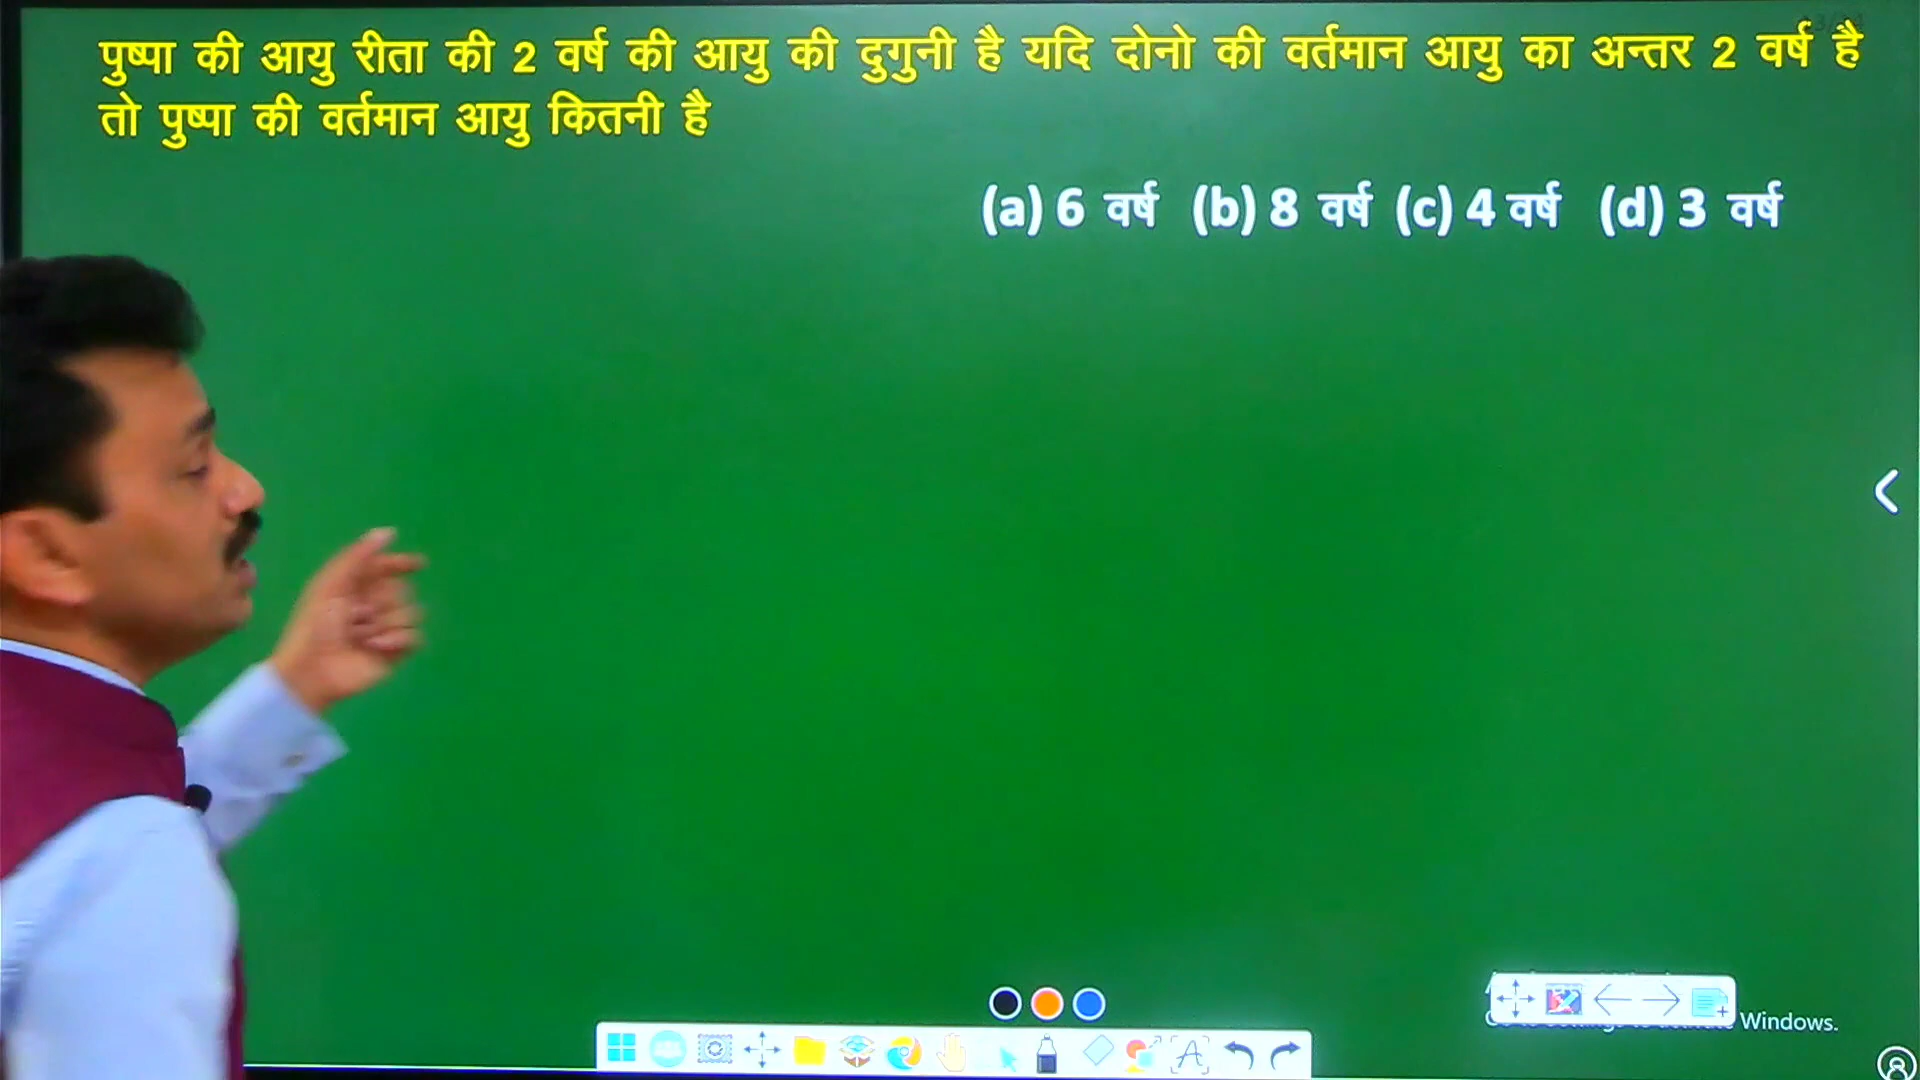 पुष्पा की आयु रीता की 2 वर्ष की आयु की दुगुनी है यदि दोनो की वर्तमान आयु का अन्तर 2 वर्ष है
तो पुष्पा की वर्तमान आयु कितनी है
(a) 6 वर्ष (b) 8 वर्ष (c) 4 वर्ष (d) 3 वर्ष
Windows.